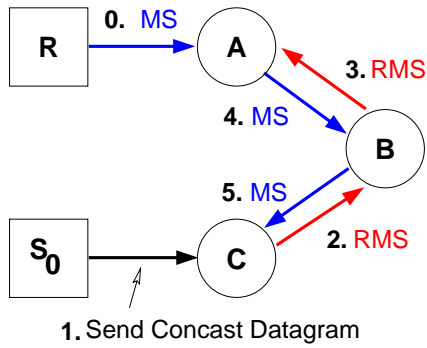 0. MS
R
A
3. RMS
4. MS
B
5. MS
S0
C
2. RMS
1. Send Concast Datagram